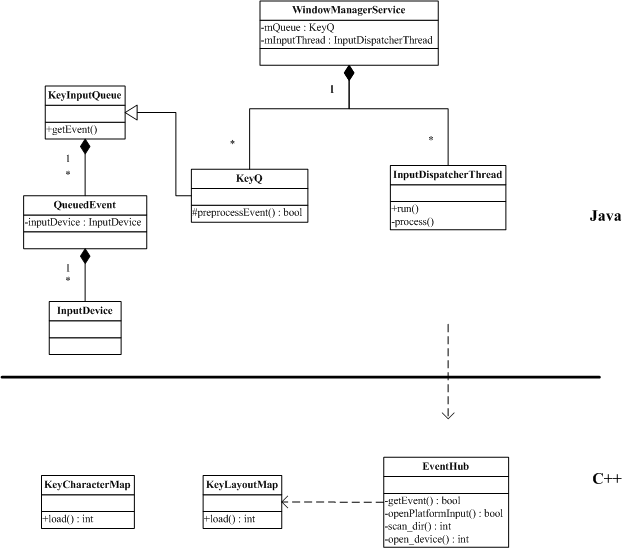 WindowManagerService
-mQueue : KeyQ
-mInputThread : InputDispatcherThread
1
*
*
KeyInputQueue
+getEvent()
1
*
QueuedEvent
-inputDevice : InputDevice
1
*
InputDevice
KeyQ
#preprocessEvent() : bool
InputDispatcherThread
+run()
-process()
Java
C++
KeyCharacterMap
+load() : int
KeyLayoutMap
+load() : int
EventHub
-getEvent() : bool
-openPlatformInput() : bool
-scan_dir() : int
-open_device() : int